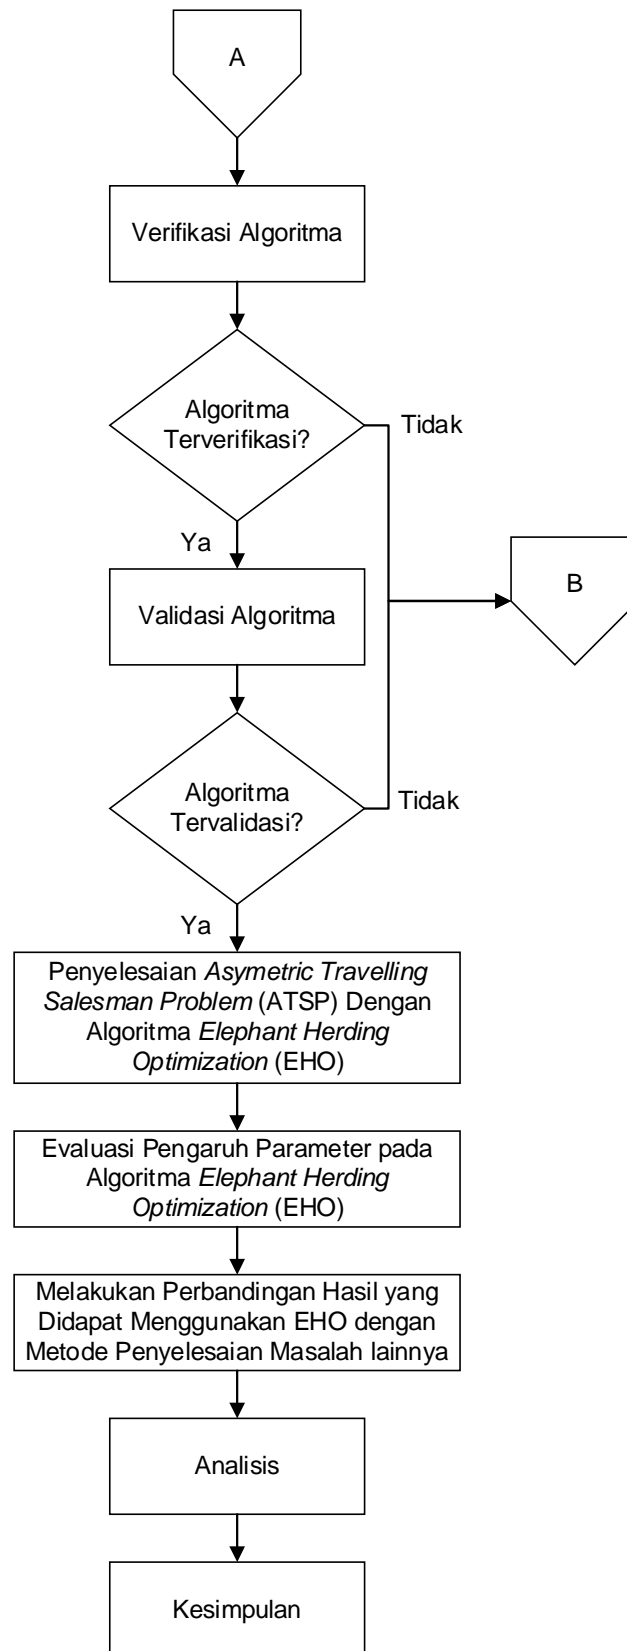 A
Verifikasi Algoritma
Algoritma
Terverifikasi?
Tidak
Ya
B
Validasi Algoritma
Algoritma
Tervalidasi?
Tidak
Ya
Penyelesaian Asymetric Travelling
Salesman Problem (ATSP) Dengan
Algoritma Elephant Herding
Optimization (EHO)
Evaluasi Pengaruh Parameter pada
Algoritma Elephant Herding
Optimization (EHO)
Melakukan Perbandingan Hasil yang
Didapat Menggunakan EHO dengan
Metode Penyelesaian Masalah lainnya
Analisis
Kesimpulan